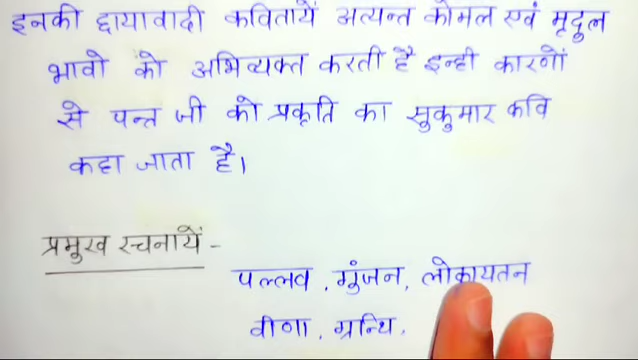 इनकी छायावादी कवितायें अत्यन्त कोमल एवं मृदुल
भावो को अभिव्यक्त करती है इन्ही कारणों
से पन्त जी को प्रकृति का सुकुमार कवि
कहा जाता है।
प्रमुख रचनायें -
पल्लव , गुंजन, लोकायतन
वीणा , ग्रन्थि,